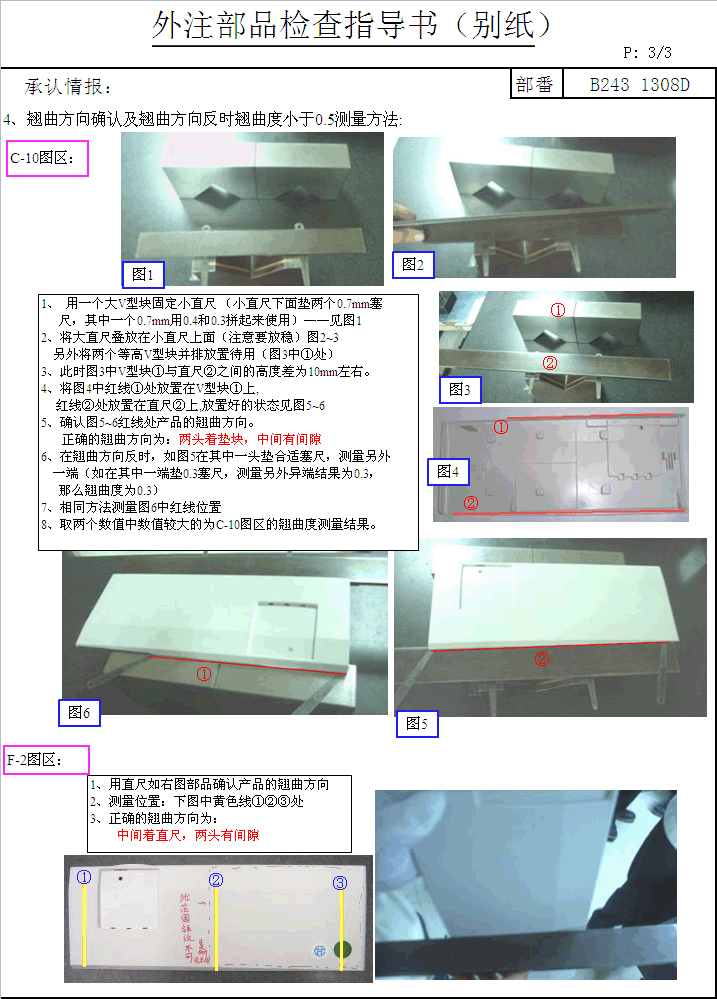 外注部品检查指导书（别纸）
P: 3/3
承认情报：
部番
B243 1308D
4、翘曲方向确认及翘曲方向反时翘曲度小于0.5测量方法:
C-10图区：
图1
图2
1、 用一个大V型块固定小直尺 （小直尺下面垫两个0.7mm塞
尺，其中一个0.7mm用0.4和0.3拼起来使用）——见图1
2、将大直尺叠放在小直尺上面（注意要放稳）图2~3
另外将两个等高V型块并排放置待用（图3中①处）
3、此时图3中V型块①与直尺②之间的高度差为10mm左右。
4、将图4中红线①处放置在V型块①上,
红线②处放置在直尺②上,放置好的状态见图5~6
5、确认图5~6红线处产品的翘曲方向。
正确的翘曲方向为：两头着垫块，中间有间隙
6、在翘曲方向反时，如图5在其中一头垫合适塞尺，测量另外
一端（如在其中一端垫0.3塞尺，测量另外异端结果为0.3，
那么翘曲度为0.3）
7、相同方法测量图6中红线位置
8、取两个数值中数值较大的为C-10图区的翘曲度测量结果。
①
②
图3
①
图4
②
①
图6
②
图5
F-2图区：
1、用直尺如右图部品确认产品的翘曲方向
2、测量位置：下图中黄色线①②③处
3、正确的翘曲方向为：
中间着直尺，两头有间隙
①
②
③